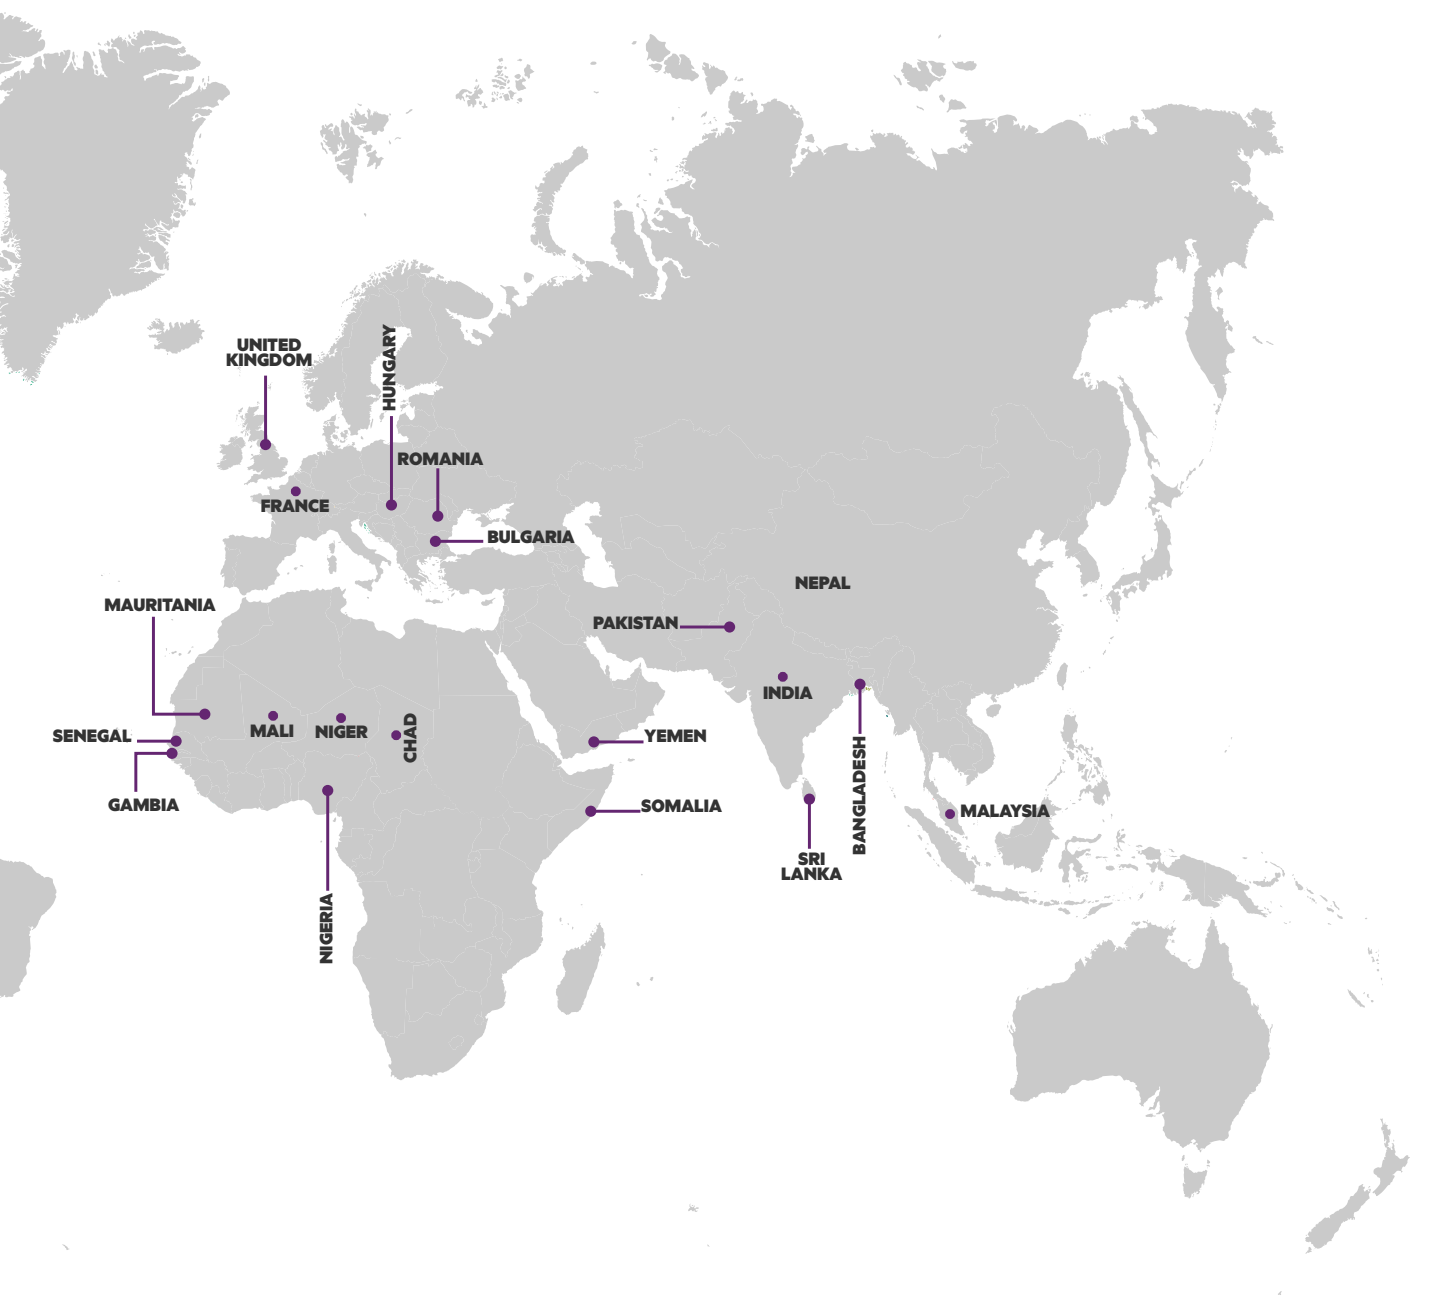 UNITED
KINGDOM
HUNGARY
ROMANIA
FRANCE
BULGARIA
NEPAL
MAURITANIA
PAKISTAN
INDIA
SENEGAL
MALI
NIGER
CHAD
YEMEN
BANGLADESH
GAMBIA
SOMALIA
MALAYSIA
SRI
LANKA
NIGERIA